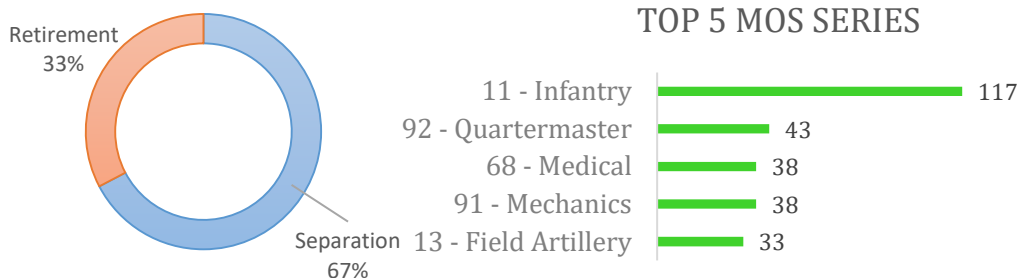 Retirement
33%
Separation
67%
TOP 5 MOS SERIES
11 - Infantry 117
92 - Quartermaster 43
68 - Medical 38
91 - Mechanics 38
13 - Field Artillery 33